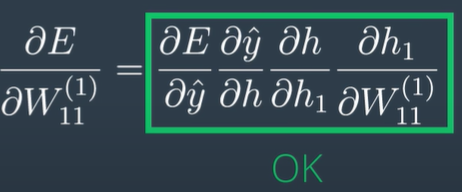 ∂E/∂W₁₁⁽¹⁾ = ∂E/∂ŷ ∂ŷ/∂h ∂h/∂h₁ ∂h₁/∂W₁₁⁽¹⁾
OK